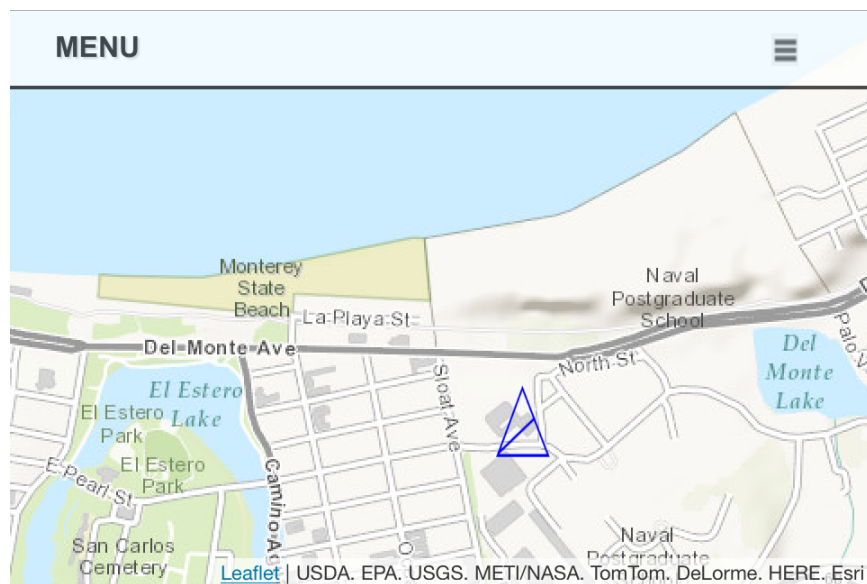 MENU
Monterey
State
Beach
Naval
Postgraduate
School
La-Playa-St
Del-Monte-Ave
North-St
Del
Monte
Lake
Palo
El Estero
Lake
Sloat-Ave
El Estero
Park
El Estero
Park
E-Pearl-St
Camino
San Carlos
Cemetery
Naval
Postgraduate
Leaflet | USDA. EPA. USGS. METI/NASA. TomTom. DeLorme. HERE. Esr